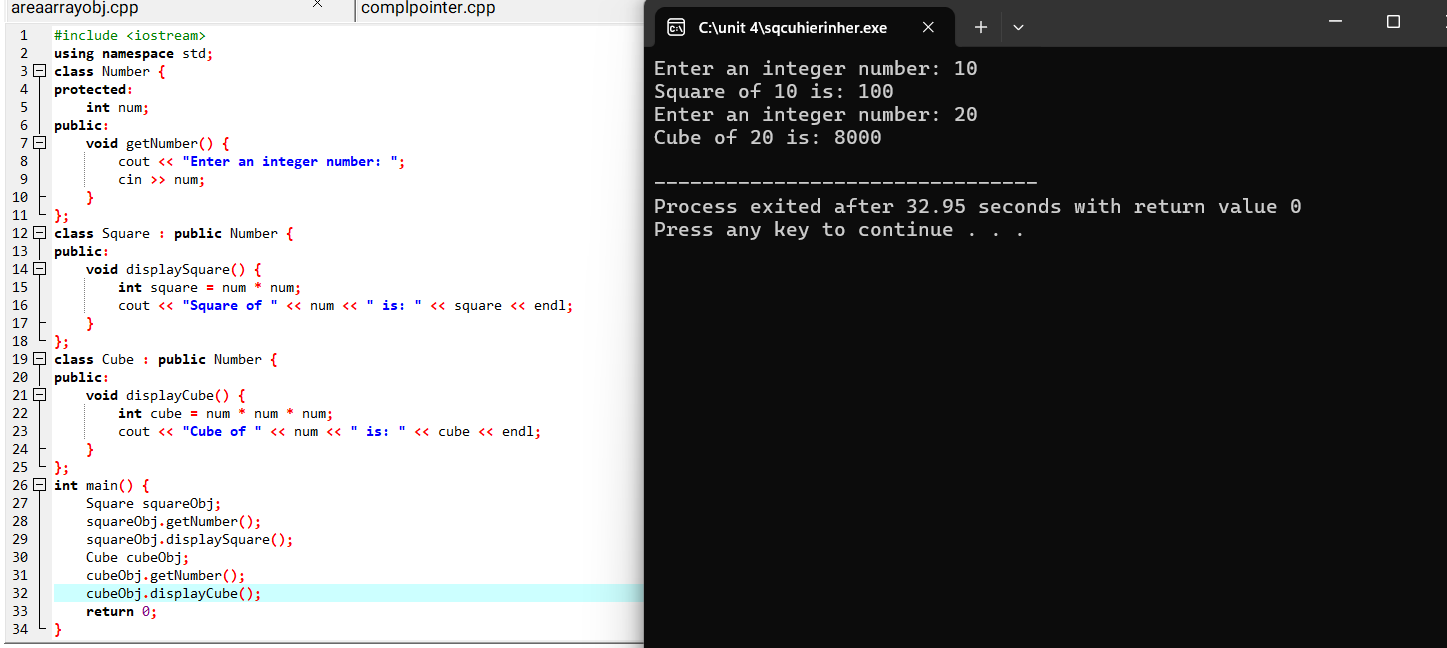 areaarrayobj.cpp
complpointer.cpp
1 #include <iostream>
2 using namespace std;
3 class Number {
4 protected:
5     int num;
6 public:
7     void getNumber() {
8         cout << "Enter an integer number: ";
9         cin >> num;
10     }
11 };
12 class Square : public Number {
13 public:
14     void displaySquare() {
15         int square = num * num;
16         cout << "Square of " << num << " is: " << square << endl;
17     }
18 };
19 class Cube : public Number {
20 public:
21     void displayCube() {
22         int cube = num * num * num;
23         cout << "Cube of " << num << " is: " << cube << endl;
24     }
25 };
26 int main() {
27     Square squareObj;
28     squareObj.getNumber();
29     squareObj.displaySquare();
30     Cube cubeObj;
31     cubeObj.getNumber();
32     cubeObj.displayCube();
33     return 0;
34 }
C:\unit 4\sqcuhierinher.exe
Enter an integer number: 10
Square of 10 is: 100
Enter an integer number: 20
Cube of 20 is: 8000
--------------------------------
Process exited after 32.95 seconds with return value 0
Press any key to continue . . .